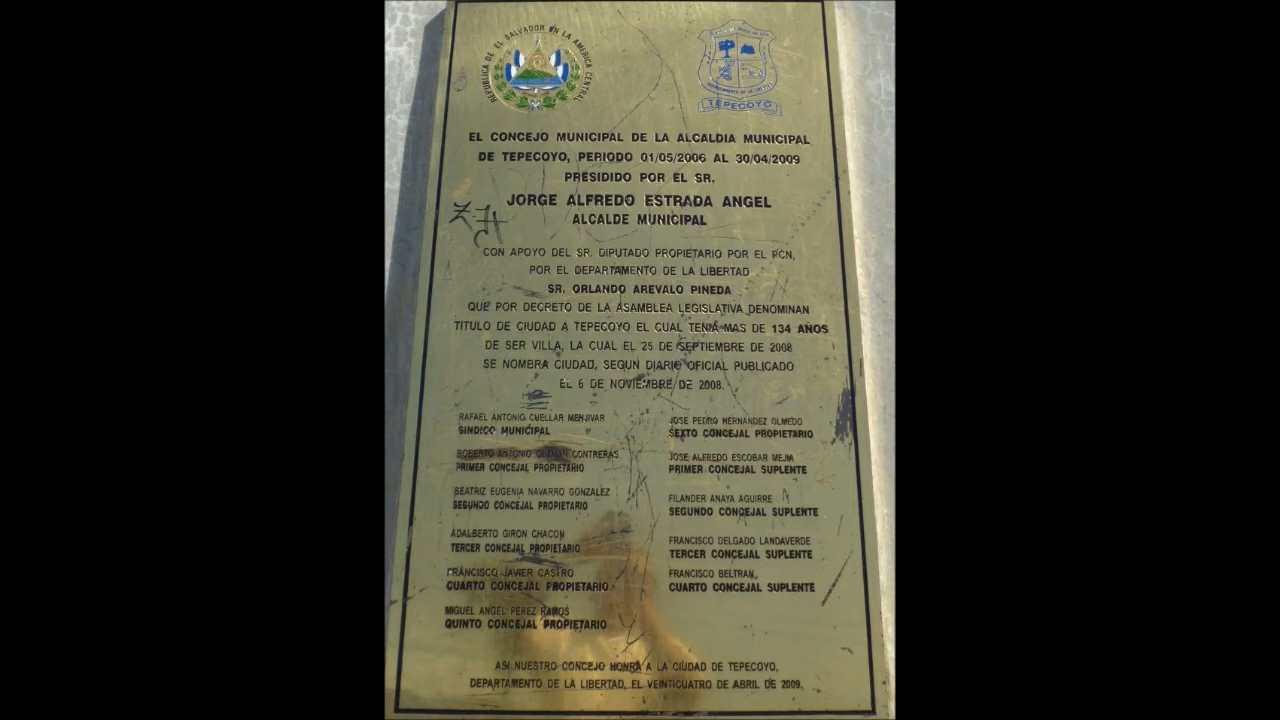 REPUBLICA DE EL SALVADOR EN LA AMERICA CENTRAL
TEPECOYO
EL CONCEJO MUNICIPAL DE LA ALCALDIA MUNICIPAL
DE TEPECOYO, PERIODO 01/05/2006 AL 30/04/2009
PRESIDIDO POR EL SR.
JORGE ALFREDO ESTRADA ANGEL
ALCALDE MUNICIPAL
CON APOYO DEL SR. DIPUTADO PROPIETARIO POR EL PCN,
POR EL DEPARTAMENTO DE LA LIBERTAD
SR. ORLANDO AREVALO PINEDA
QUE POR DECRETO DE LA ASAMBLEA LEGISLATIVA DENOMINAN
TITULO DE CIUDAD A TEPECOYO EL CUAL TENIA MAS DE 134 AÑOS
DE SER VILLA, LA CUAL EL 25 DE SEPTIEMBRE DE 2008
SE NOMBRA CIUDAD, SEGUN DIARIO OFICIAL PUBLICADO
EL 6 DE NOVIEMBRE DE 2008.
RAFAEL ANTONIO CUELLAR MENJIVAR
SINDICO MUNICIPAL
ROBERTO ANTONIO GUZMAN CONTRERAS
PRIMER CONCEJAL PROPIETARIO
BEATRIZ EUGENIA NAVARRO GONZALEZ
SEGUNDO CONCEJAL PROPIETARIO
ADALBERTO GIRON CHACON
TERCER CONCEJAL PROPIETARIO
FRANCISCO JAVIER CASTRO
CUARTO CONCEJAL PROPIETARIO
MIGUEL ANGEL PEREZ RAMOS
QUINTO CONCEJAL PROPIETARIO
JOSE PEDRO HERNANDEZ OLMEDO
SEXTO CONCEJAL PROPIETARIO
JOSE ALFREDO ESCOBAR MEJIA
PRIMER CONCEJAL SUPLENTE
FILANDER ANAYA AGUIRRE
SEGUNDO CONCEJAL SUPLENTE
FRANCISCO DELGADO LANDAVERDE
TERCER CONCEJAL SUPLENTE
FRANCISCO BELTRAN
CUARTO CONCEJAL SUPLENTE
ASI NUESTRO CONCEJO HONRA A LA CIUDAD DE TEPECOYO,
DEPARTAMENTO DE LA LIBERTAD, EL VEINTICUATRO DE ABRIL DE 2009.